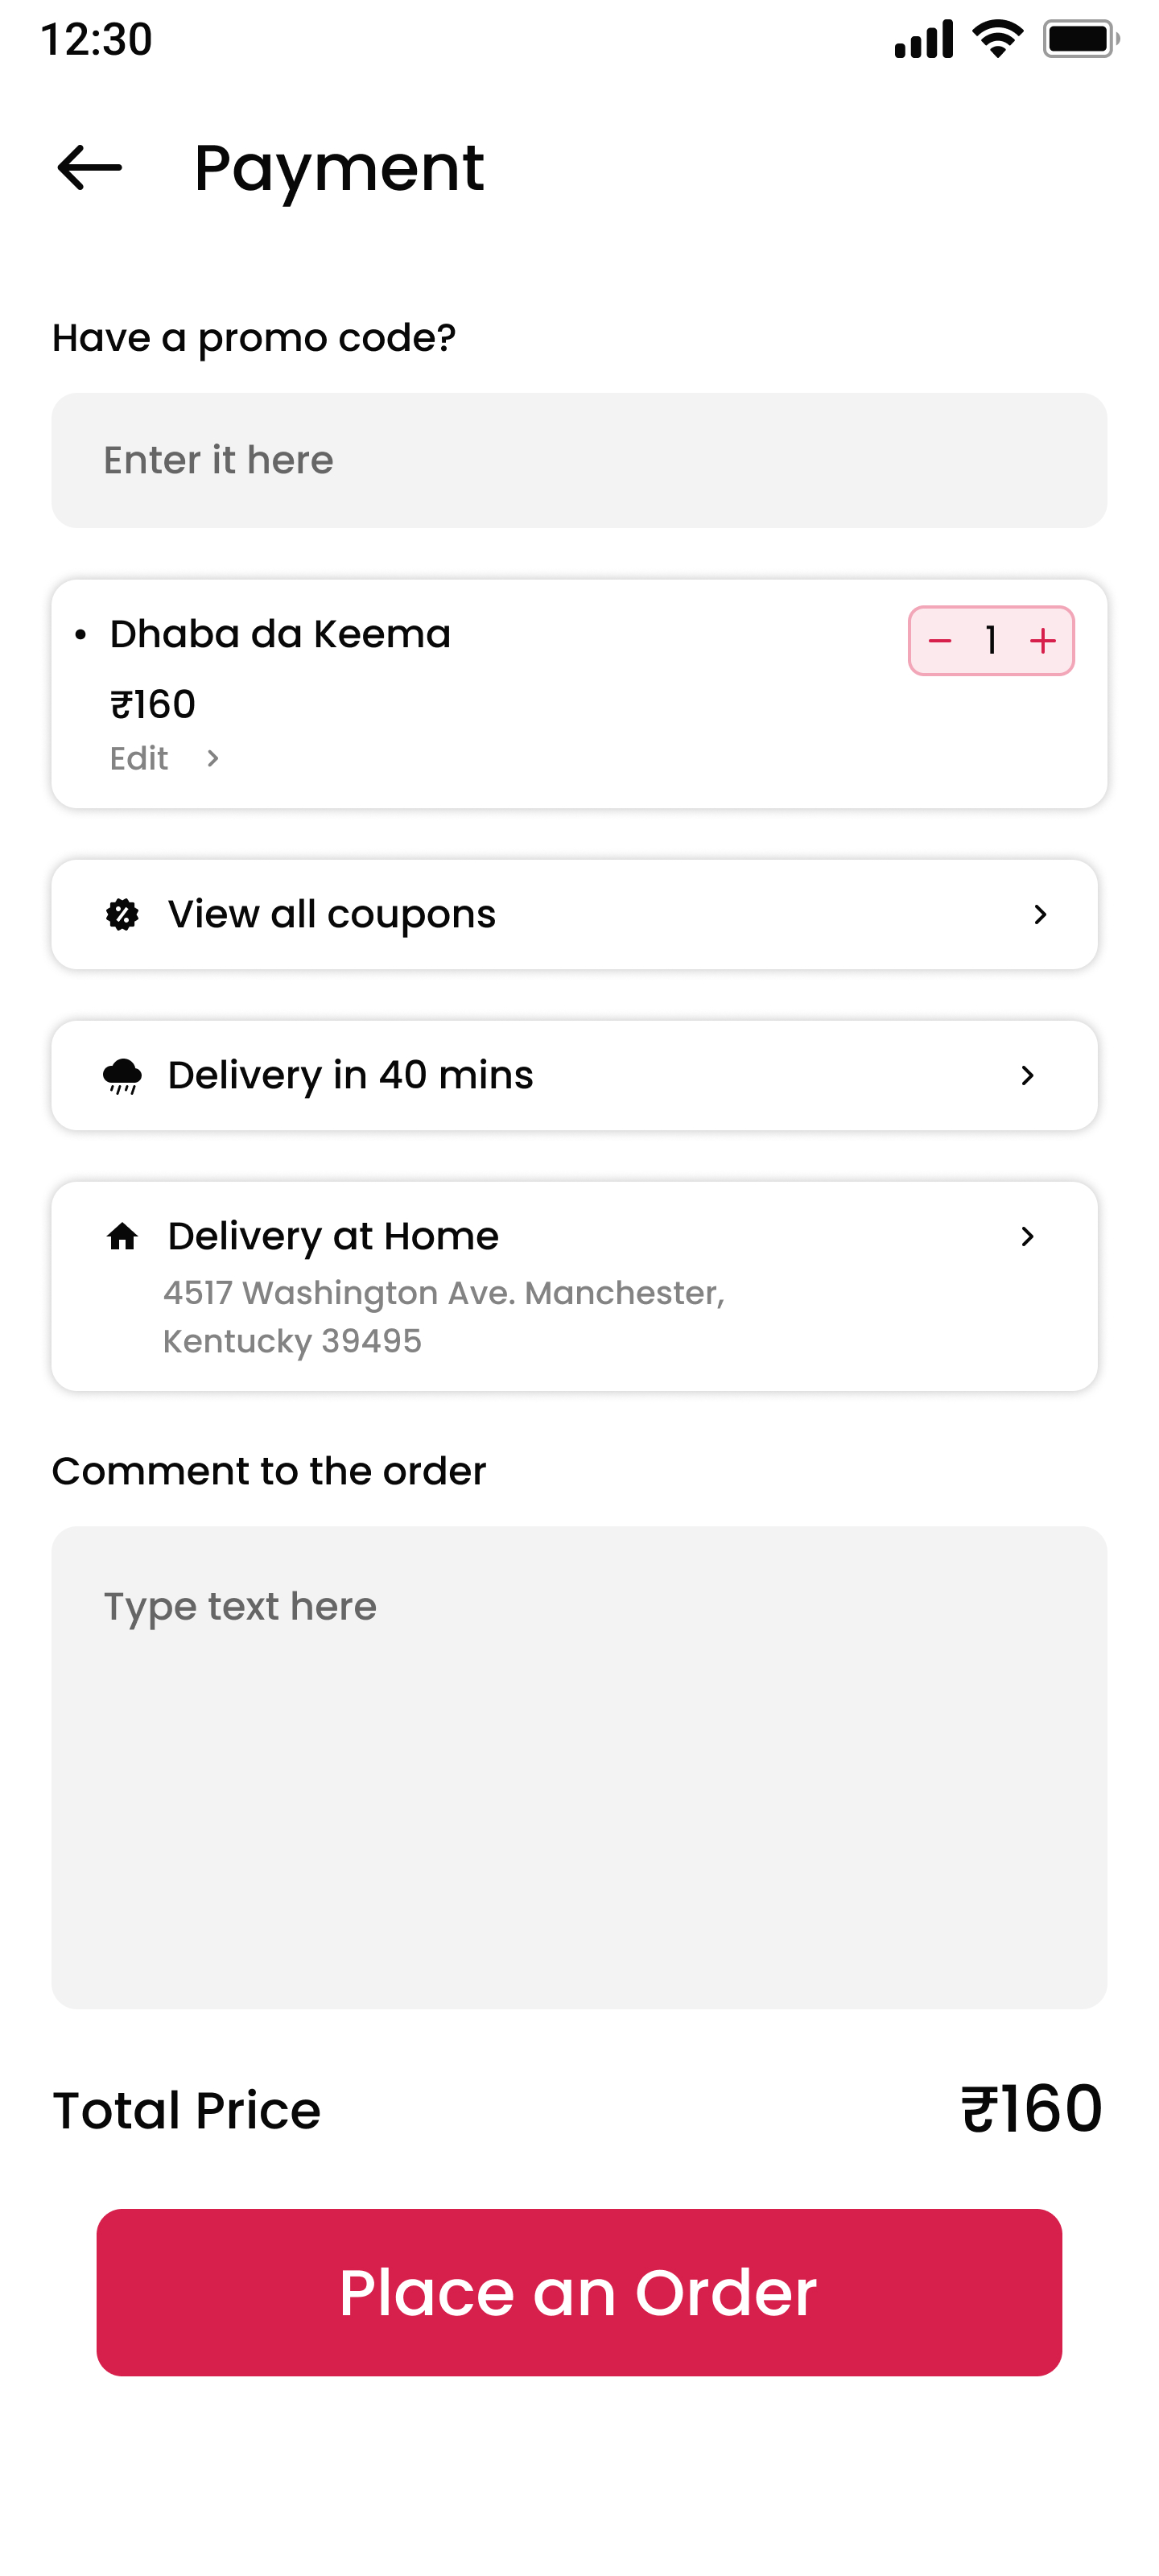 12:30
Payment
Have a promo code?
Enter it here
• Dhaba da Keema
− 1 +
₹160
Edit >
View all coupons >
Delivery in 40 mins >
Delivery at Home >
4517 Washington Ave. Manchester,
Kentucky 39495
Comment to the order
Type text here
Total Price ₹160
Place an Order